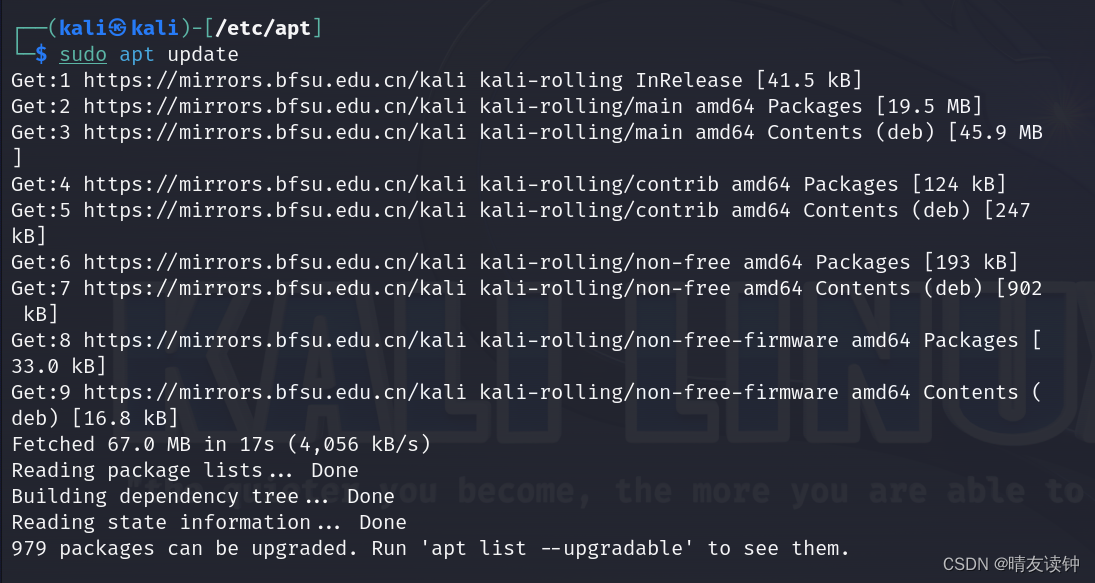 ┌──(kali㉿kali)-[/etc/apt]
└─$ sudo apt update
Get:1 https://mirrors.bfsu.edu.cn/kali kali-rolling InRelease [41.5 kB]
Get:2 https://mirrors.bfsu.edu.cn/kali kali-rolling/main amd64 Packages [19.5 MB]
Get:3 https://mirrors.bfsu.edu.cn/kali kali-rolling/main amd64 Contents (deb) [45.9 MB
]
Get:4 https://mirrors.bfsu.edu.cn/kali kali-rolling/contrib amd64 Packages [124 kB]
Get:5 https://mirrors.bfsu.edu.cn/kali kali-rolling/contrib amd64 Contents (deb) [247
kB]
Get:6 https://mirrors.bfsu.edu.cn/kali kali-rolling/non-free amd64 Packages [193 kB]
Get:7 https://mirrors.bfsu.edu.cn/kali kali-rolling/non-free amd64 Contents (deb) [902
 kB]
Get:8 https://mirrors.bfsu.edu.cn/kali kali-rolling/non-free-firmware amd64 Packages [
33.0 kB]
Get:9 https://mirrors.bfsu.edu.cn/kali kali-rolling/non-free-firmware amd64 Contents (
deb) [16.8 kB]
Fetched 67.0 MB in 17s (4,056 kB/s)
Reading package lists... Done
Building dependency tree... Done
Reading state information... Done
979 packages can be upgraded. Run 'apt list --upgradable' to see them.
KALI LINU
you become, the more you are able to
CSDN @晴友读钟